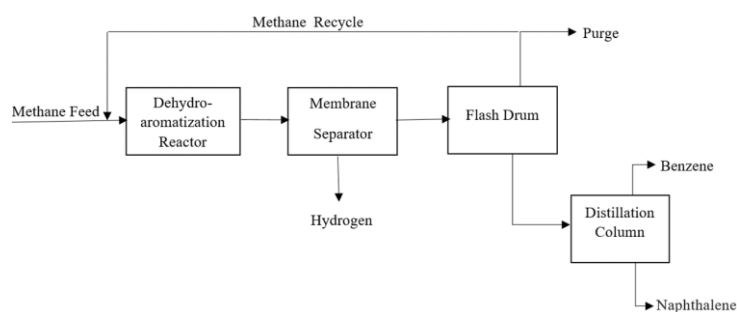 Methane Recycle
Purge
Methane Feed
Dehydro-
aromatization
Reactor
Membrane
Separator
Flash Drum
Hydrogen
Benzene
Distillation
Column
Naphthalene